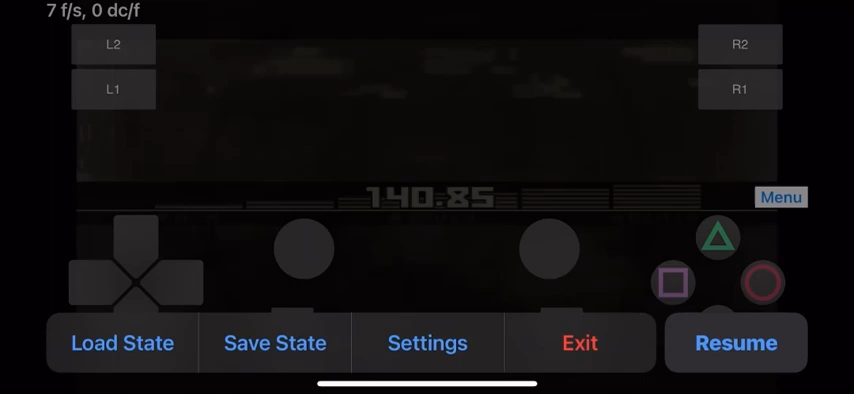 7 f/s, 0 dc/f
L2
R2
L1
R1
140.85
Menu
Load State
Save State
Settings
Exit
Resume